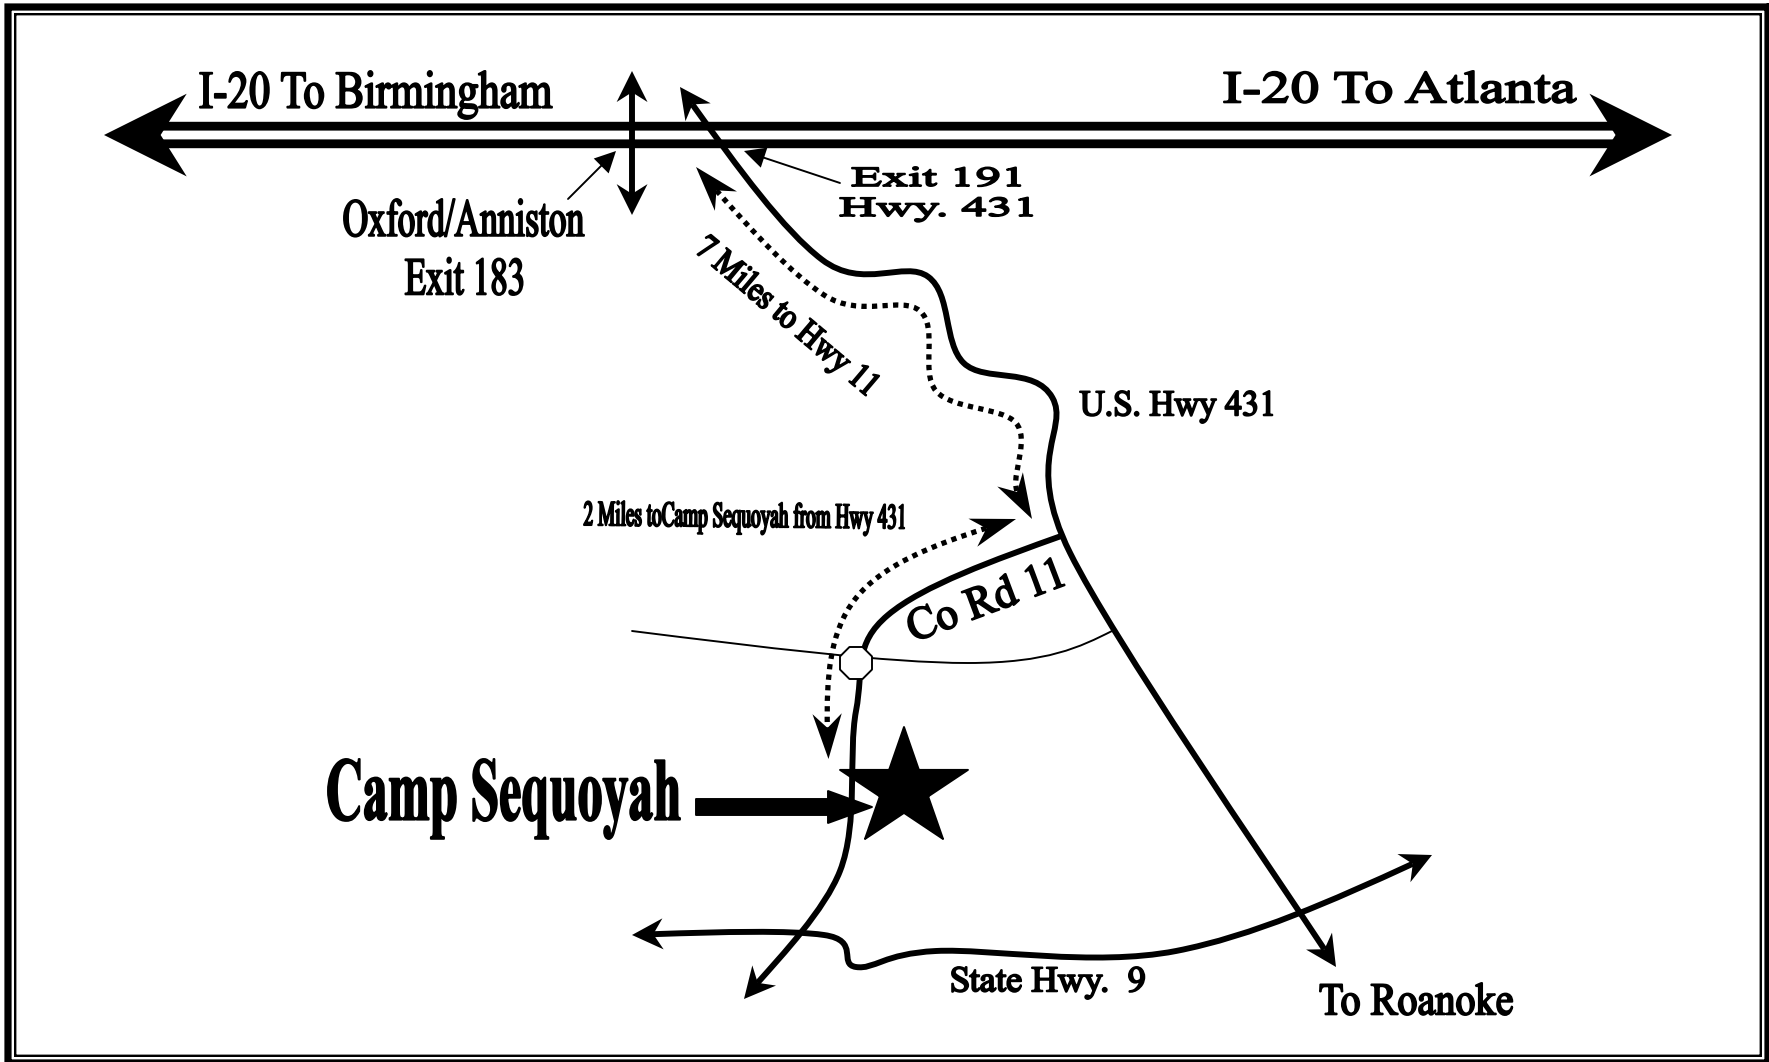 I-20 To Birmingham
I-20 To Atlanta
Exit 191
Hwy. 431
Oxford/Anniston
Exit 183
7 Miles to Hwy 11
U.S. Hwy 431
2 Miles toCamp Sequoyah from Hwy 431
Co Rd 11
Camp Sequoyah
State Hwy. 9
To Roanoke